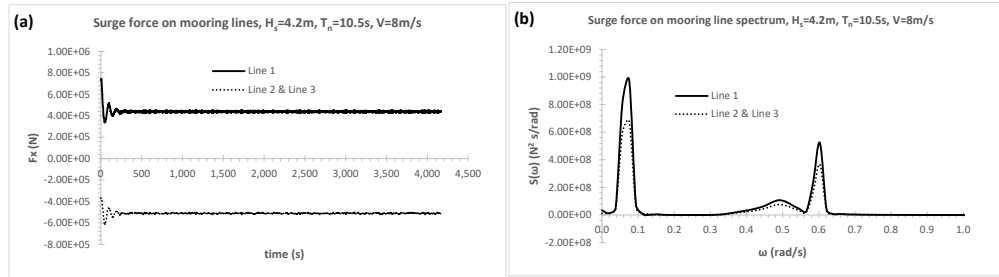 (a)
Surge force on mooring lines, Hs=4.2m, Tn=10.5s, V=8m/s
1.00E+06
8.00E+05
6.00E+05
4.00E+05
2.00E+05
0.00E+00
-2.00E+05
-4.00E+05
-6.00E+05
-8.00E+05
Fx (N)
Line 1
Line 2 & Line 3
0
500
1,000
1,500
2,000
2,500
3,000
3,500
4,000
4,500
time (s)
(b)
Surge force on mooring line spectrum, Hs=4.2m, Tn=10.5s, V=8m/s
1.20E+09
1.00E+09
8.00E+08
6.00E+08
4.00E+08
2.00E+08
0.00E+00
-2.00E+08
S(ω) (N² s/rad)
Line 1
Line 2 & Line 3
0.0
0.1
0.2
0.3
0.4
0.5
0.6
0.7
0.8
0.9
1.0
ω (rad/s)